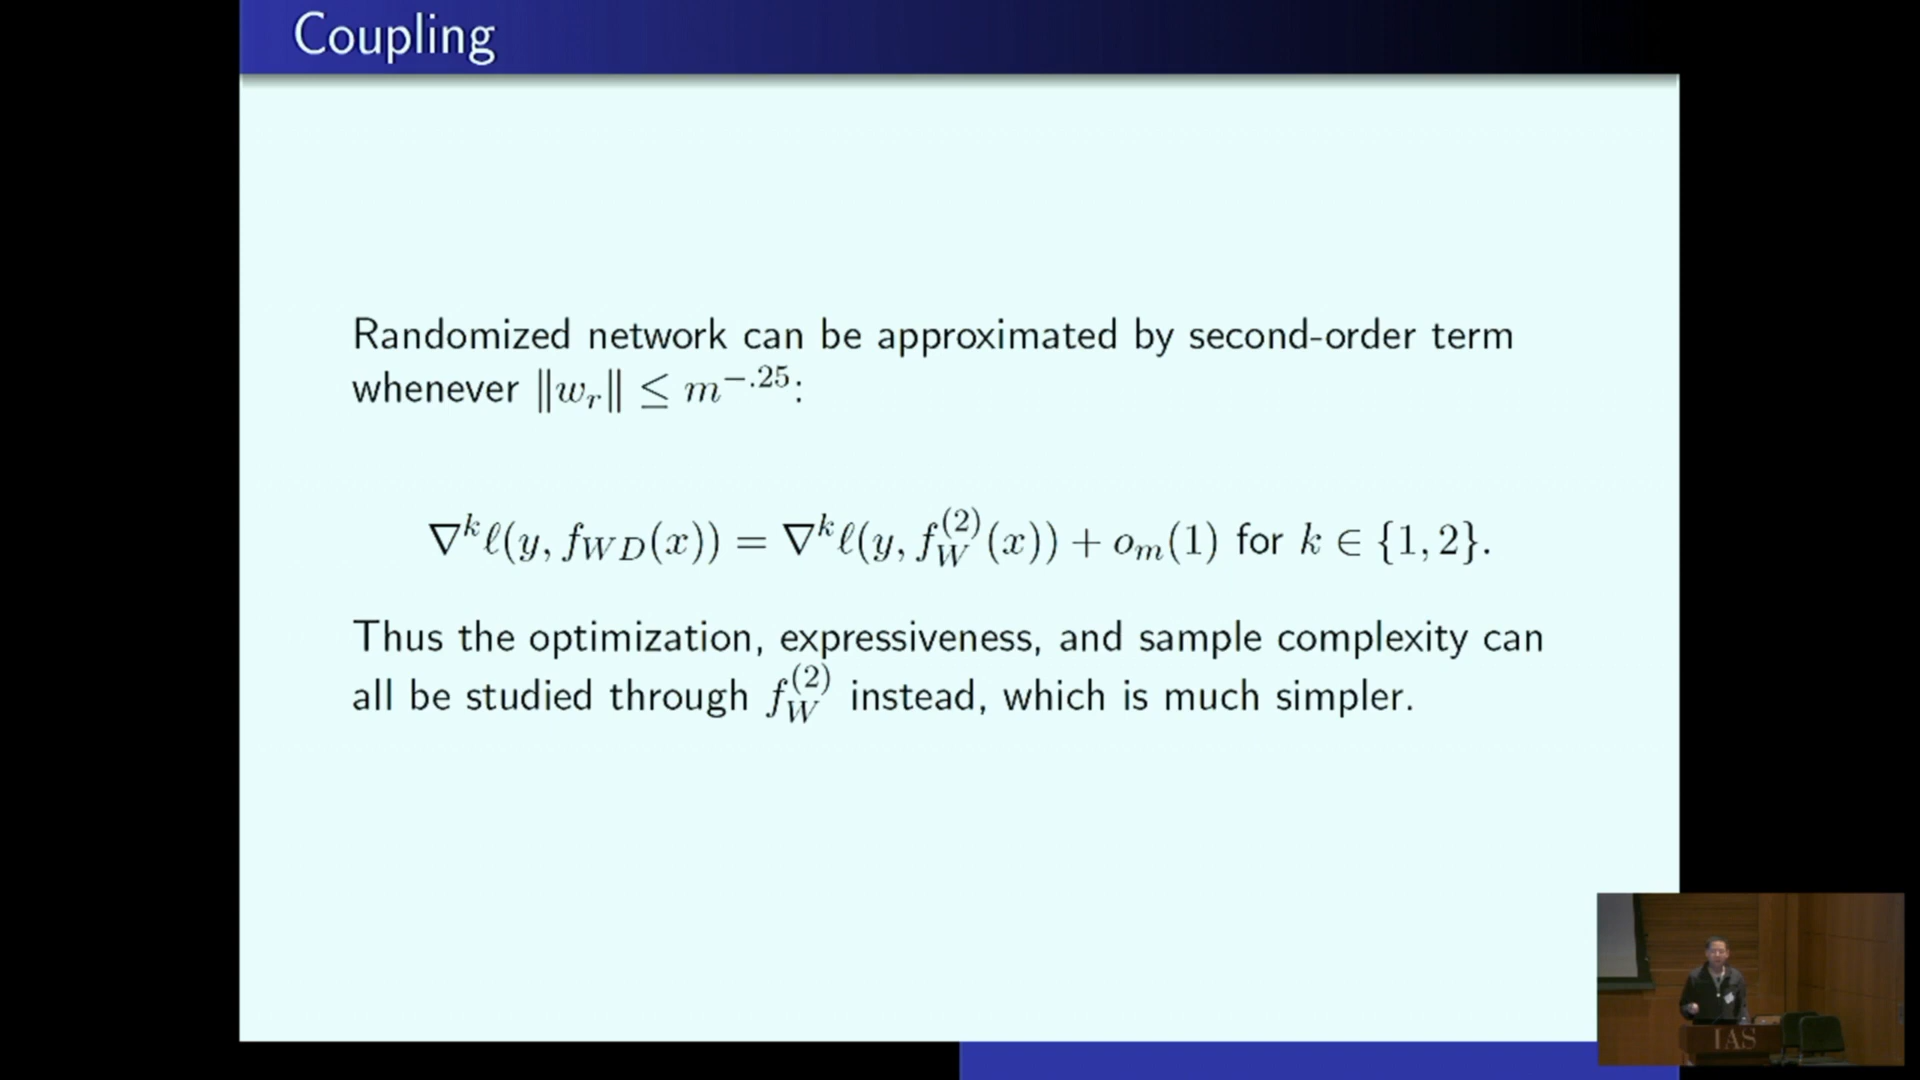 Coupling
Randomized network can be approximated by second-order term
whenever ‖w_r‖ ≤ m^{-.25}:
∇^k ℓ(y, f_{WD}(x)) = ∇^k ℓ(y, f_W^{(2)}(x)) + o_m(1) for k ∈ {1, 2}.
Thus the optimization, expressiveness, and sample complexity can
all be studied through f_W^{(2)} instead, which is much simpler.
IAS